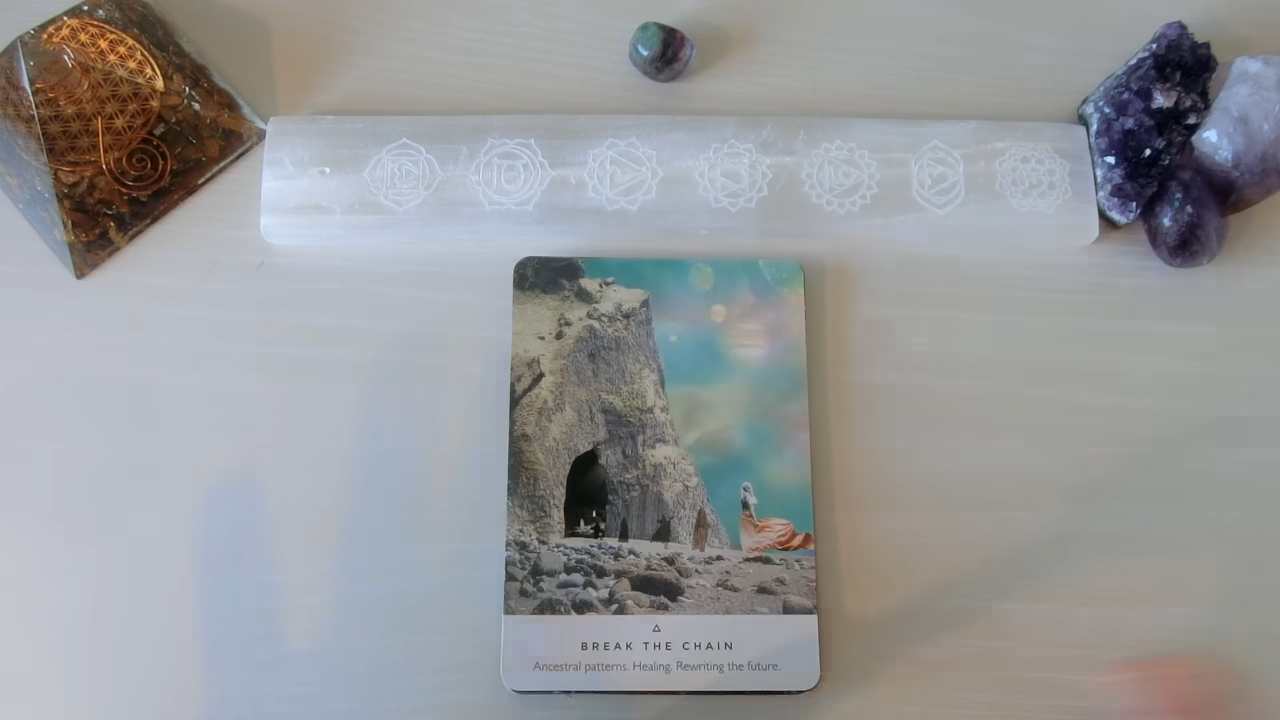 BREAK THE CHAIN
Ancestral patterns. Healing. Rewriting the future.